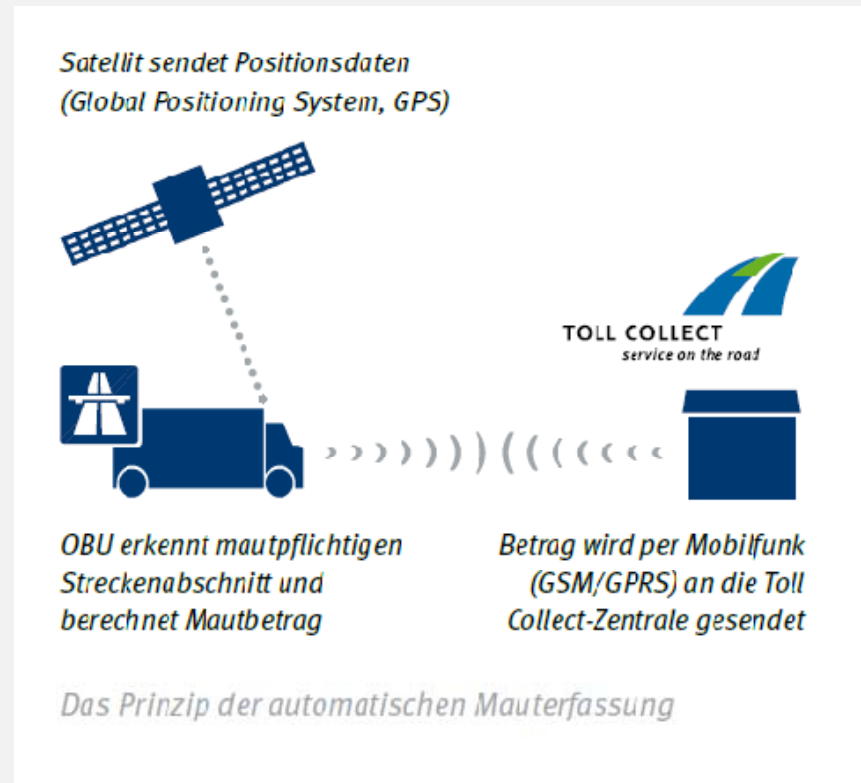 Satellit sendet Positionsdaten
(Global Positioning System, GPS)
TOLL COLLECT
service on the road
OBU erkennt mautpflichtigen
Streckenabschnitt und
berechnet Mautbetrag
Betrag wird per Mobilfunk
(GSM/GPRS) an die Toll
Collect-Zentrale gesendet
Das Prinzip der automatischen Mauterfassung